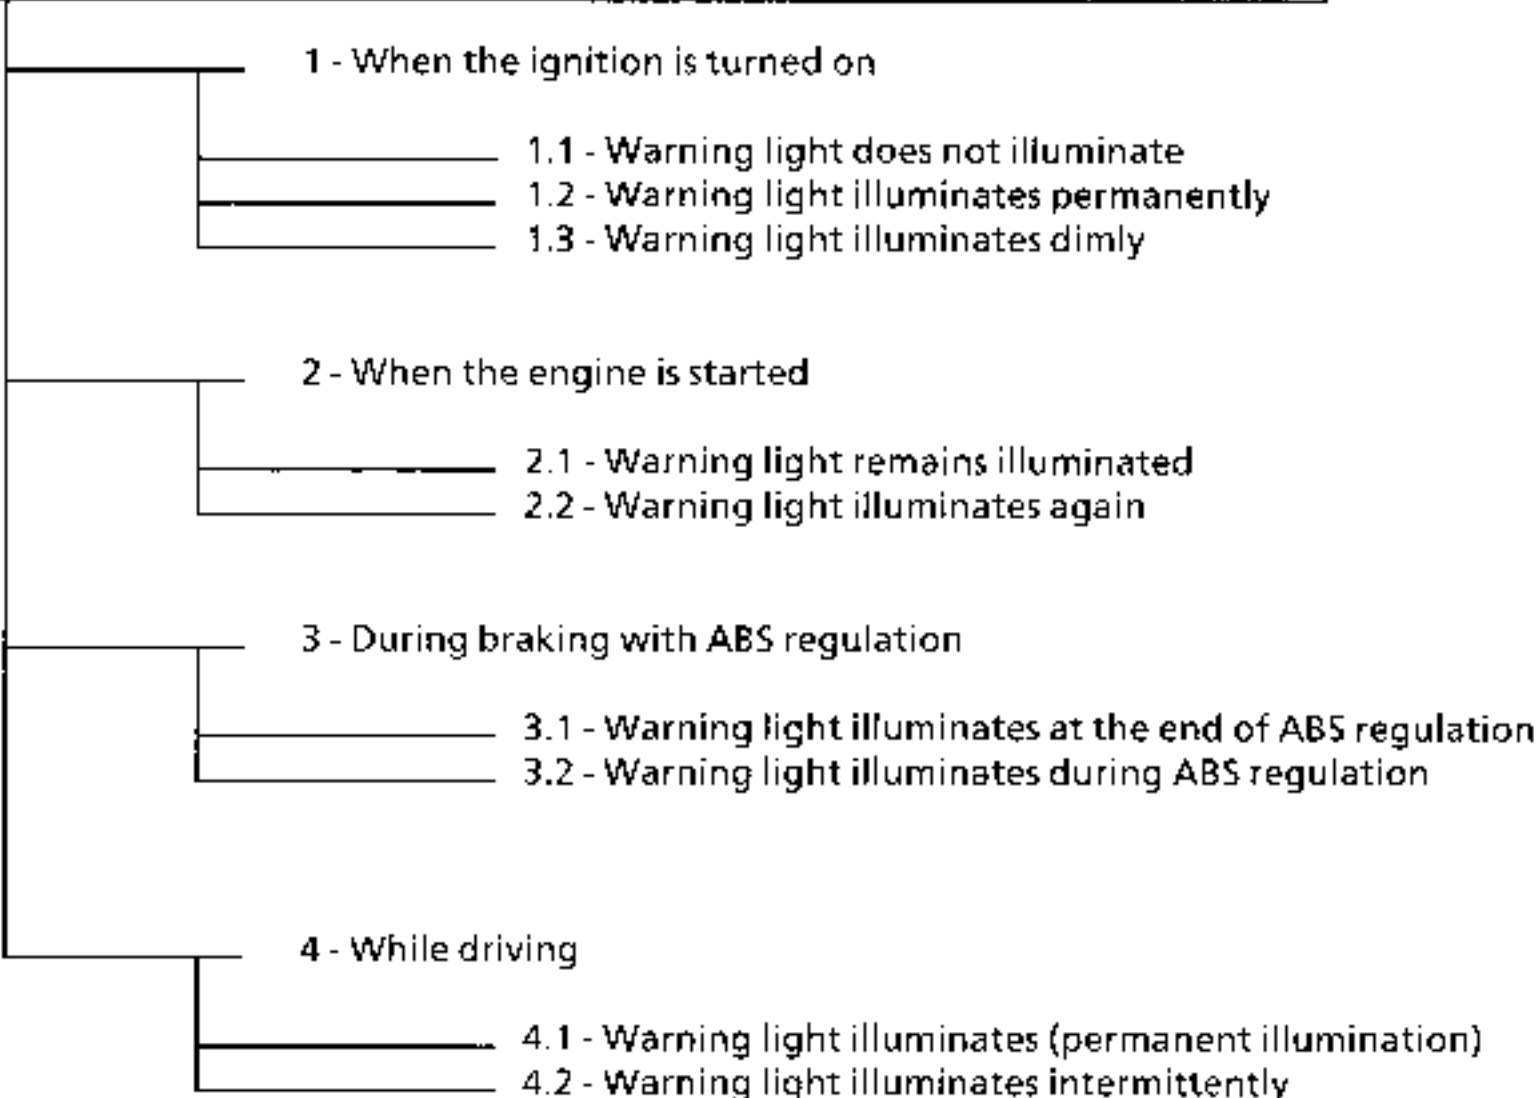 1 - When the ignition is turned on
1.1 - Warning light does not illuminate
1.2 - Warning light illuminates permanently
1.3 - Warning light illuminates dimly
2 - When the engine is started
2.1 - Warning light remains illuminated
2.2 - Warning light illuminates again
3 - During braking with ABS regulation
3.1 - Warning light illuminates at the end of ABS regulation
3.2 - Warning light illuminates during ABS regulation
4 - While driving
4.1 - Warning light illuminates (permanent illumination)
4.2 - Warning light illuminates intermittently